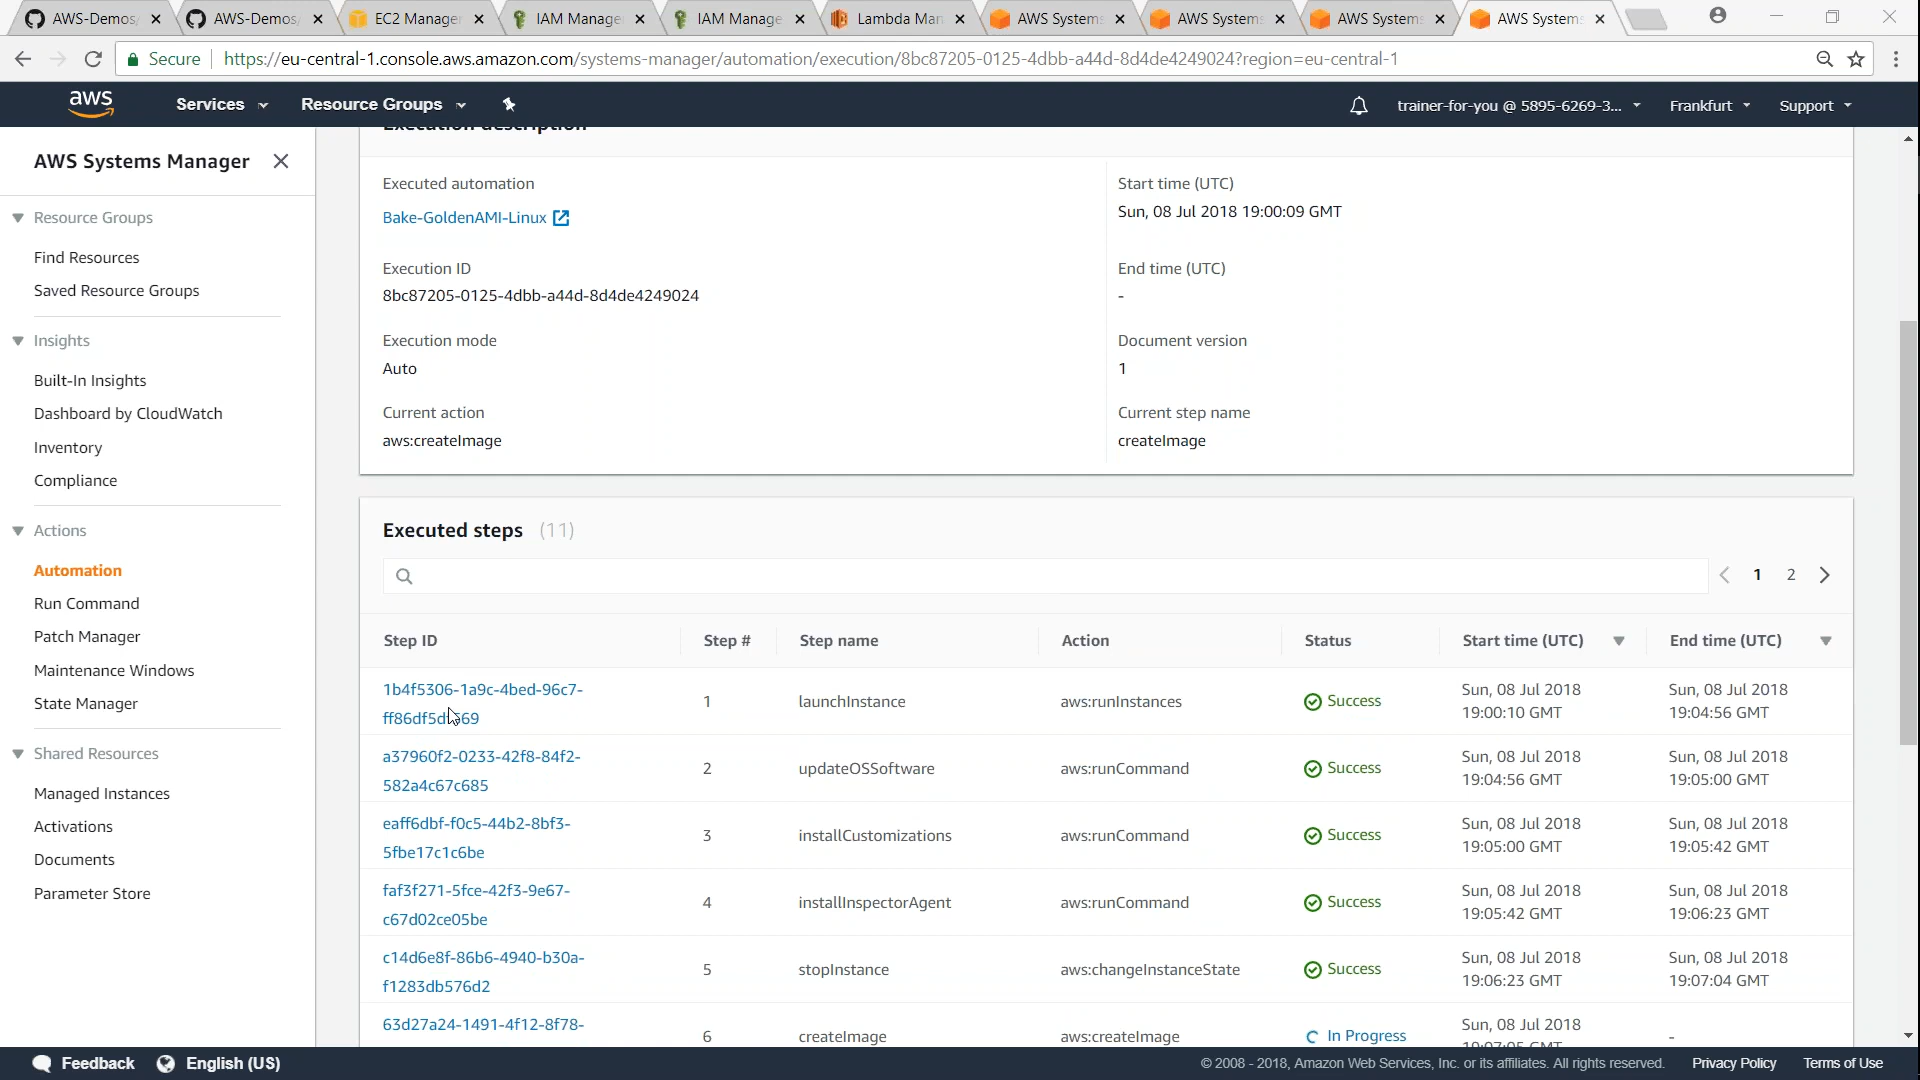 AWS-Demos
AWS-Demos
EC2 Manage
IAM Manage
IAM Manage
Lambda Man
AWS System
AWS System
AWS System
AWS System
Secure
https://eu-central-1.console.aws.amazon.com/systems-manager/automation/execution/8bc87205-0125-4dbb-a44d-8d4de4249024?region=eu-central-1
aws
Services
Resource Groups
trainer-for-you @ 5895-6269-3...
Frankfurt
Support
AWS Systems Manager
Resource Groups
Find Resources
Saved Resource Groups
Insights
Built-In Insights
Dashboard by CloudWatch
Inventory
Compliance
Actions
Automation
Run Command
Patch Manager
Maintenance Windows
State Manager
Shared Resources
Managed Instances
Activations
Documents
Parameter Store
Execution description
Executed automation
Bake-GoldenAMI-Linux
Start time (UTC)
Sun, 08 Jul 2018 19:00:09 GMT
Execution ID
8bc87205-0125-4dbb-a44d-8d4de4249024
End time (UTC)
-
Execution mode
Auto
Document version
1
Current action
aws:createImage
Current step name
createImage
Executed steps (11)
1 2
Step ID Step # Step name Action Status Start time (UTC) End time (UTC)
1b4f5306-1a9c-4bed-96c7- 1 launchInstance aws:runInstances Success Sun, 08 Jul 2018 19:00:10 GMT Sun, 08 Jul 2018 19:04:56 GMT
a37960f2-0233-42f8-84f2-582a4c67c685 2 updateOSSoftware aws:runCommand Success Sun, 08 Jul 2018 19:04:56 GMT Sun, 08 Jul 2018 19:05:00 GMT
eaff6dbf-f0c5-44b2-8bf3-5fbe17c1c6be 3 installCustomizations aws:runCommand Success Sun, 08 Jul 2018 19:05:00 GMT Sun, 08 Jul 2018 19:05:42 GMT
faf3f271-5fce-42f3-9e67-c67d02ce05be 4 installInspectorAgent aws:runCommand Success Sun, 08 Jul 2018 19:05:42 GMT Sun, 08 Jul 2018 19:06:23 GMT
c14d6e8f-86b6-4940-b30a-f1283db576d2 5 stopInstance aws:changeInstanceState Success Sun, 08 Jul 2018 19:06:23 GMT Sun, 08 Jul 2018 19:07:04 GMT
63d27a24-1491-4f12-8f78- 6 createImage aws:createImage In Progress Sun, 08 Jul 2018 19:07:05 GMT -
Feedback
English (US)
© 2008 - 2018, Amazon Web Services, Inc. or its affiliates. All rights reserved.
Privacy Policy
Terms of Use